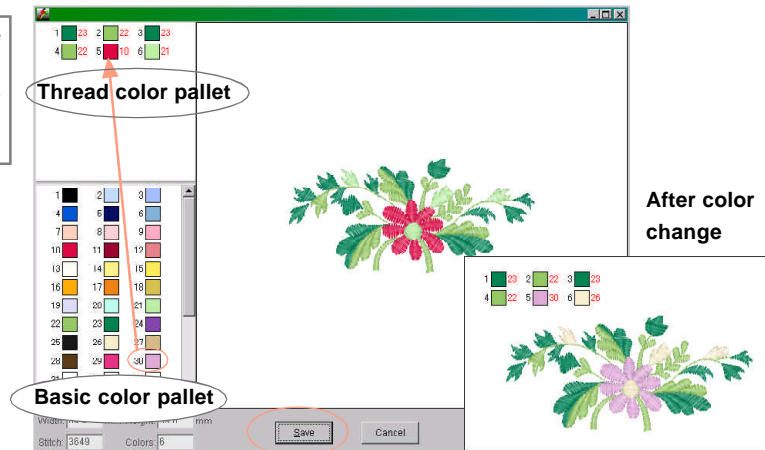 1 23 2 22 3 23
4 22 5 10 6 21
Thread color pallet
1 2 3
4 5 6
7 8 9
10 11 12
13 14 15
16 17 18
19 20 21
22 23 24
25 26 27
28 29 30
Basic color pallet
mm
Stitch: 3649 Colors: 6
Save Cancel
After color
change
1 23 2 22 3 23
4 22 5 30 6 26